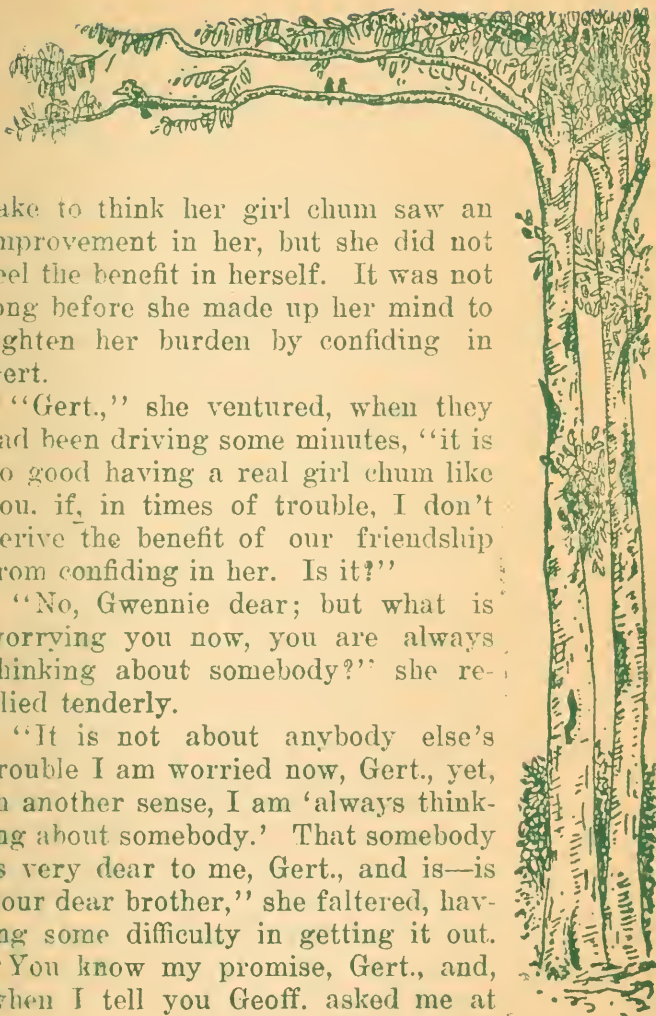 ake to think her girl chum saw an
mprovement in her, but she did not
eel the benefit in herself. It was not
ong before she made up her mind to
ighten her burden by confiding in
ert.
"Gert.," she ventured, when they
ad been driving some minutes, "it is
o good having a real girl chum like
ou. if, in times of trouble, I don't
erive the benefit of our friendship
rom confiding in her. Is it?"
"No, Gwennie dear; but what is
orrying you now, you are always
hinking about somebody?" she re-
lied tenderly.
"It is not about anybody else's
rouble I am worried now, Gert., yet,
n another sense, I am 'always think-
ng about somebody.' That somebody
s very dear to me, Gert., and is—is
our dear brother," she faltered, hav-
ng some difficulty in getting it out.
"You know my promise, Gert., and,
hen I tell you Geoff. asked me at